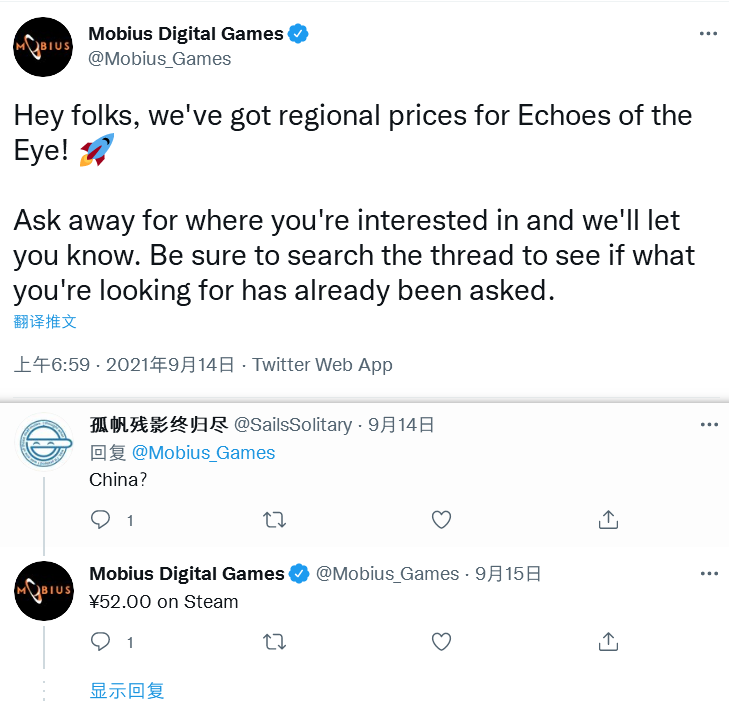 MOBIUS
Mobius Digital Games
@Mobius_Games
Hey folks, we've got regional prices for Echoes of the
Eye! 🚀
Ask away for where you're interested in and we'll let
you know. Be sure to search the thread to see if what
you're looking for has already been asked.
翻译推文
上午6:59 · 2021年9月14日 · Twitter Web App
孤帆残影终归尽 @SailsSolitary · 9月14日
回复 @Mobius_Games
China?
1
MOBIUS
Mobius Digital Games @Mobius_Games · 9月15日
¥52.00 on Steam
1
显示回复